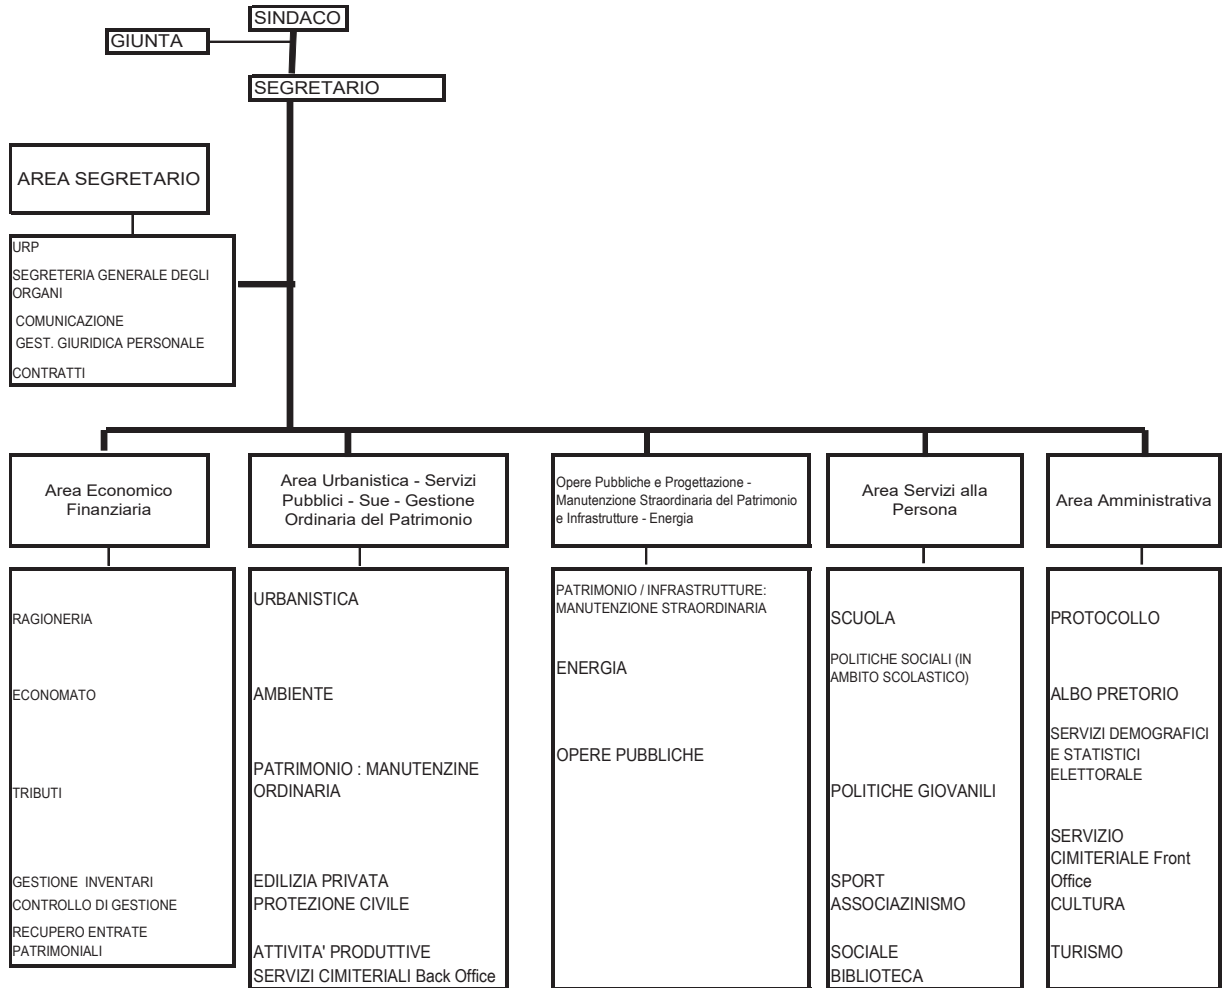 SINDACO
GIUNTA
SEGRETARIO
AREA SEGRETARIO
URP
SEGRETERIA GENERALE DEGLI
ORGANI
COMUNICAZIONE
GEST. GIURIDICA PERSONALE
CONTRATTI
Area Economico
Finanziaria
Area Urbanistica - Servizi
Pubblici - Sue - Gestione
Ordinaria del Patrimonio
Opere Pubbliche e Progettazione -
Manutenzione Straordinaria del Patrimonio
e Infrastrutture - Energia
Area Servizi alla
Persona
Area Amministrativa
RAGIONERIA
ECONOMATO
TRIBUTI
GESTIONE INVENTARI
CONTROLLO DI GESTIONE
RECUPERO ENTRATE
PATRIMONIALI
URBANISTICA
AMBIENTE
PATRIMONIO : MANUTENZINE
ORDINARIA
EDILIZIA PRIVATA
PROTEZIONE CIVILE
ATTIVITA' PRODUTTIVE
SERVIZI CIMITERIALI Back Office
PATRIMONIO / INFRASTRUTTURE:
MANUTENZIONE STRAORDINARIA
ENERGIA
OPERE PUBBLICHE
SCUOLA
POLITICHE SOCIALI (IN
AMBITO SCOLASTICO)
POLITICHE GIOVANILI
SPORT
ASSOCIAZINISMO
SOCIALE
BIBLIOTECA
PROTOCOLLO
ALBO PRETORIO
SERVIZI DEMOGRAFICI
E STATISTICI
ELETTORALE
SERVIZIO
CIMITERIALE Front
Office
CULTURA
TURISMO